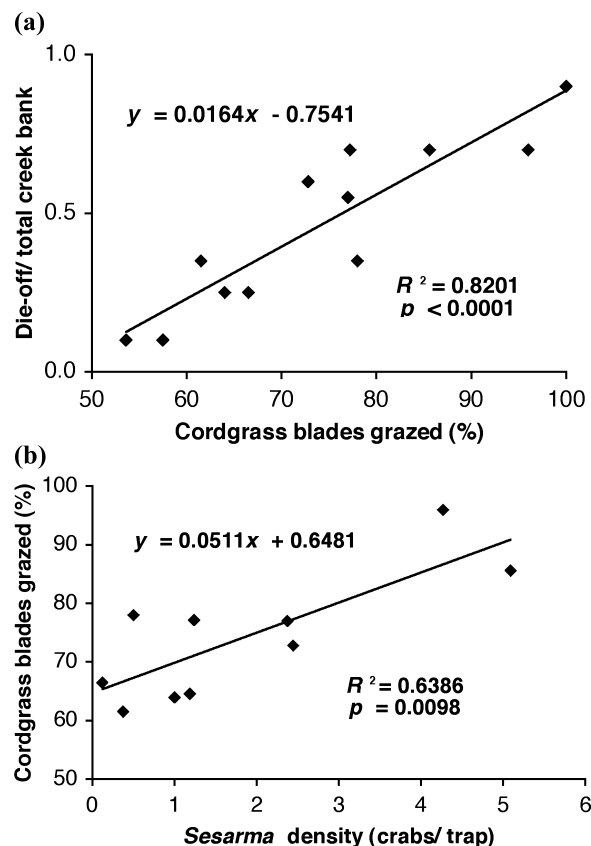 (a)
1.0
0.5
0.0
Die-off/ total creek bank
y = 0.0164x - 0.7541
R² = 0.8201
p < 0.0001
50 60 70 80 90 100
Cordgrass blades grazed (%)
(b)
100
90
80
70
60
50
Cordgrass blades grazed (%)
y = 0.0511x + 0.6481
R² = 0.6386
p = 0.0098
0 1 2 3 4 5 6
Sesarma density (crabs/ trap)